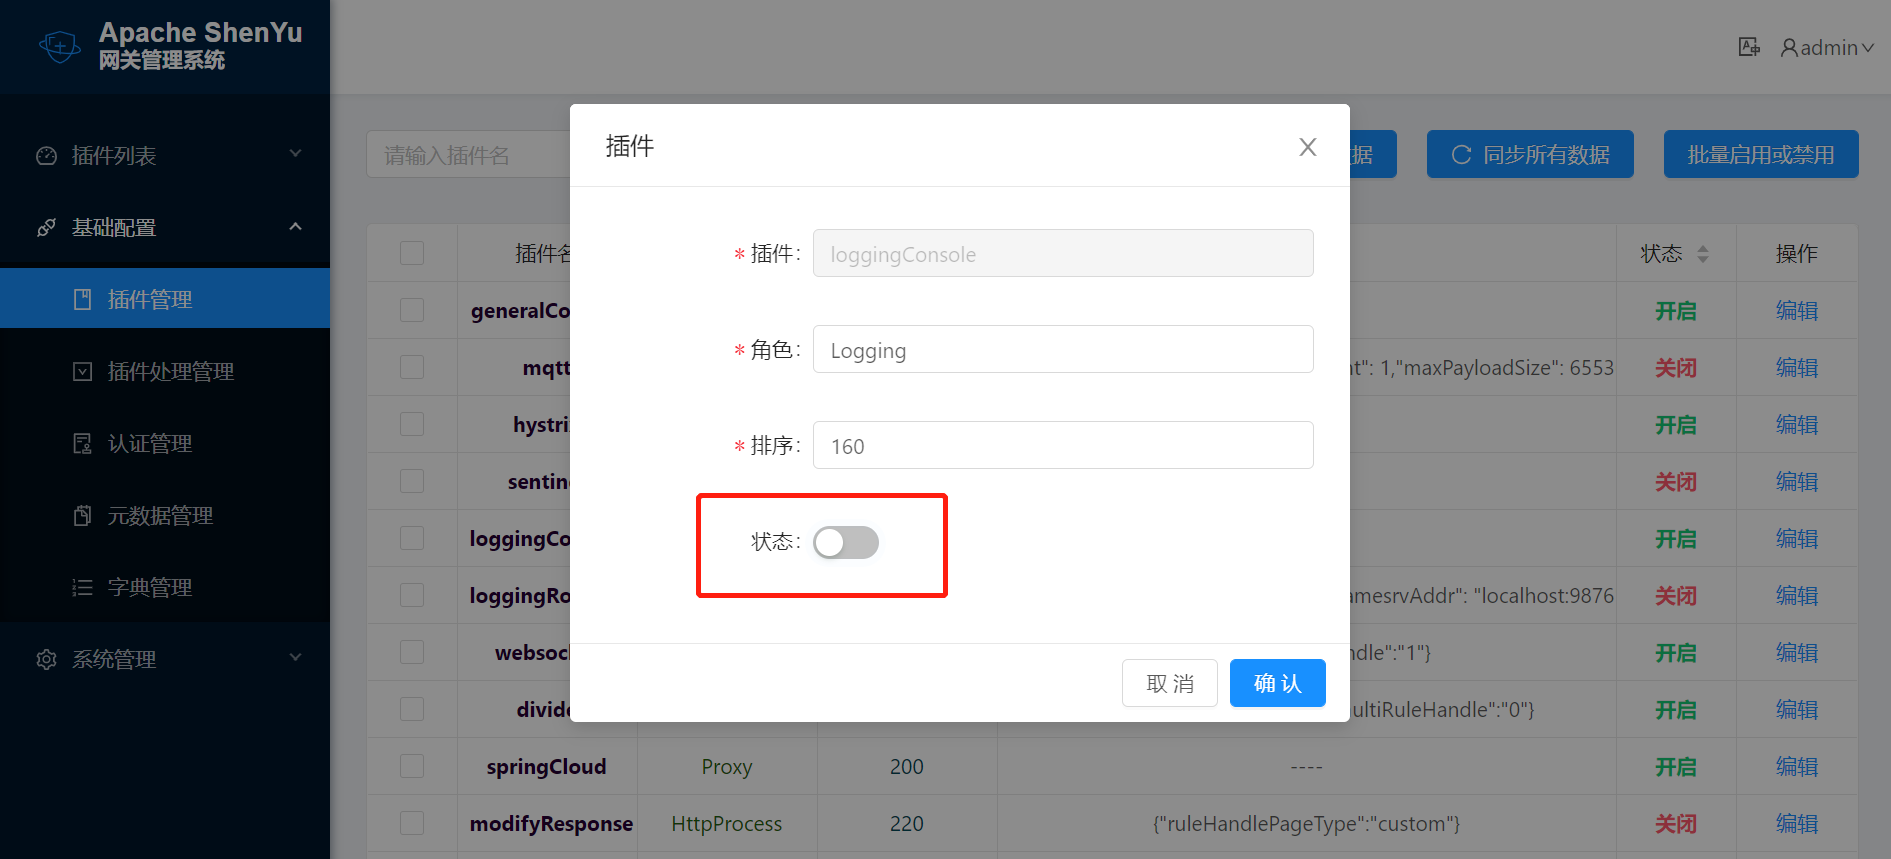 Apache ShenYu
网关管理系统
admin
插件列表
基础配置
插件管理
插件处理管理
认证管理
元数据管理
字典管理
系统管理
请输入插件名
据
同步所有数据
批量启用或禁用
插件名
状态
操作
generalCo
开启
编辑
mqtt
nt": 1,"maxPayloadSize": 6553
关闭
编辑
hystri
开启
编辑
sentin
关闭
编辑
loggingCo
开启
编辑
loggingRo
amesrvAddr": "localhost:9876
关闭
编辑
websoc
ndle":"1"}
开启
编辑
divide
ultiRuleHandle":"0"}
开启
编辑
springCloud
Proxy
200
----
开启
编辑
modifyResponse
HttpProcess
220
{"ruleHandlePageType":"custom"}
关闭
编辑
插件
* 插件:
loggingConsole
* 角色:
Logging
* 排序:
160
状态:
取 消
确 认